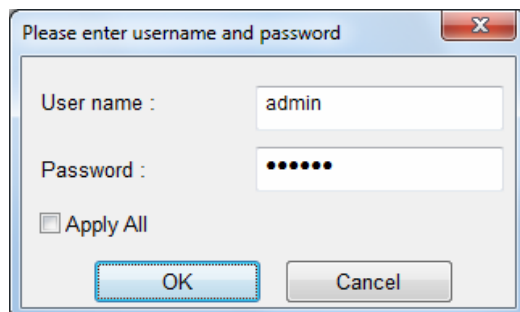 Please enter username and password
User name : admin
Password : ••••••
Apply All
OK Cancel